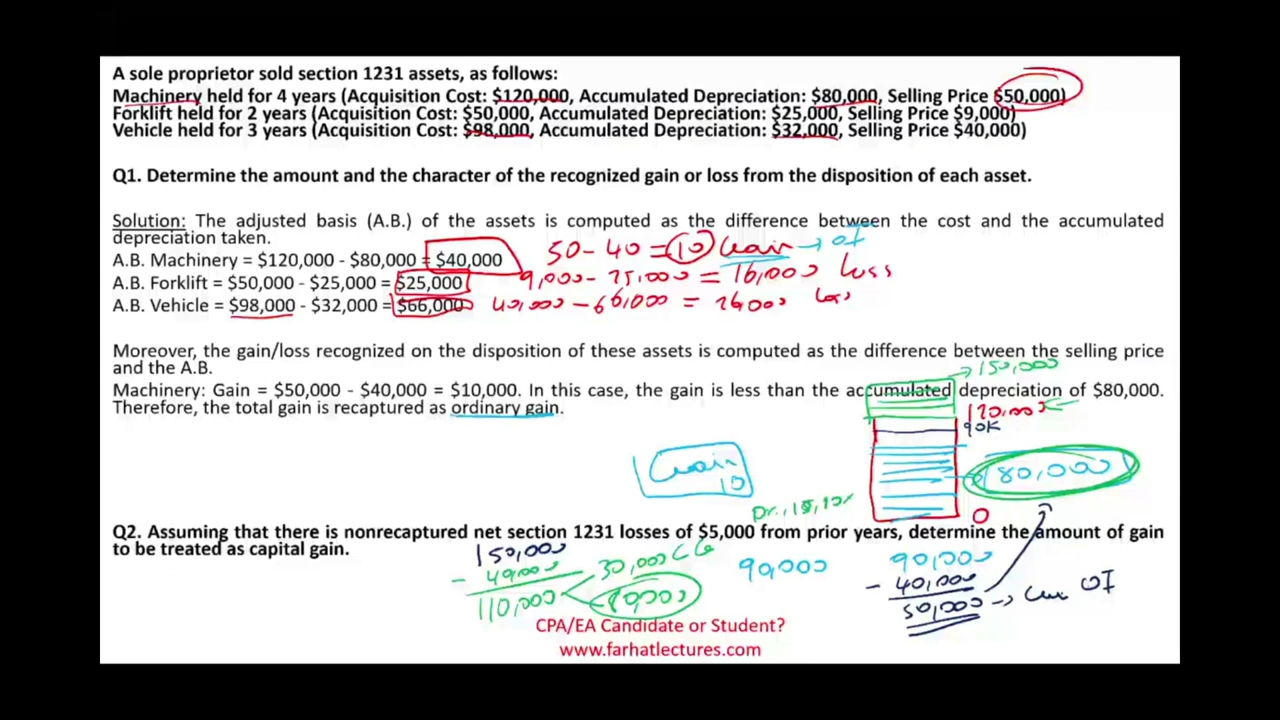 A sole proprietor sold section 1231 assets, as follows:
Machinery held for 4 years (Acquisition Cost: $120,000, Accumulated Depreciation: $80,000, Selling Price $50,000)
Forklift held for 2 years (Acquisition Cost: $50,000, Accumulated Depreciation: $25,000, Selling Price $9,000)
Vehicle held for 3 years (Acquisition Cost: $98,000, Accumulated Depreciation: $32,000, Selling Price $40,000)
Q1. Determine the amount and the character of the recognized gain or loss from the disposition of each asset.
Solution: The adjusted basis (A.B.) of the assets is computed as the difference between the cost and the accumulated
depreciation taken.
50 - 40 = 10 Gain → OI
A.B. Machinery = $120,000 - $80,000 = $40,000
9,000 - 25,000 = 16,000 loss
A.B. Forklift = $50,000 - $25,000 = $25,000
40,000 - 66,000 = 26,000 loss
A.B. Vehicle = $98,000 - $32,000 = $66,000
Moreover, the gain/loss recognized on the disposition of these assets is computed as the difference between the selling price
and the A.B.
→ 150,000
Machinery: Gain = $50,000 - $40,000 = $10,000. In this case, the gain is less than the accumulated depreciation of $80,000.
Therefore, the total gain is recaptured as ordinary gain.
120,000
90K
Gain
10
80,000
0
Q2. Assuming that there is nonrecaptured net section 1231 losses of $5,000 from prior years, determine the amount of gain
to be treated as capital gain.
150,000
- 40,000
110,000
30,000 CG
80,000
90,000
90,000
- 40,000
50,000 → OI
CPA/EA Candidate or Student?
www.farhatlectures.com